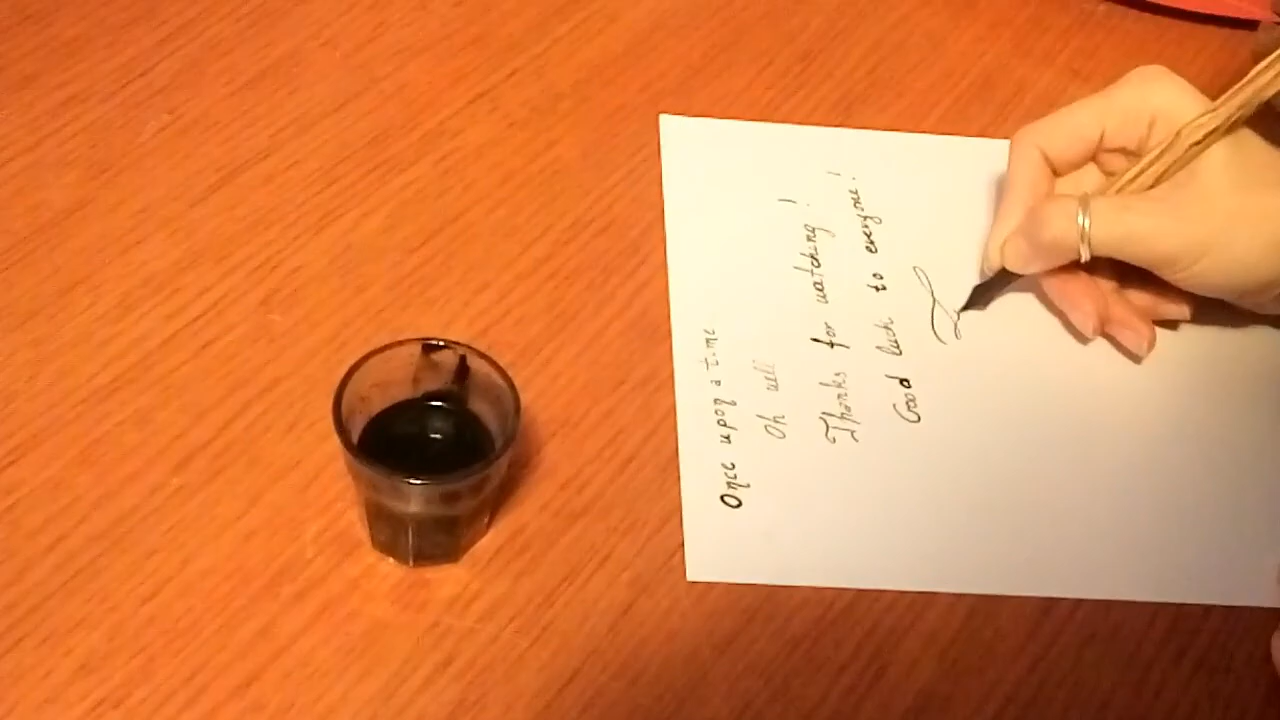 Once upon a time
Oh well
Thanks for watching!
Good luck to everyone!